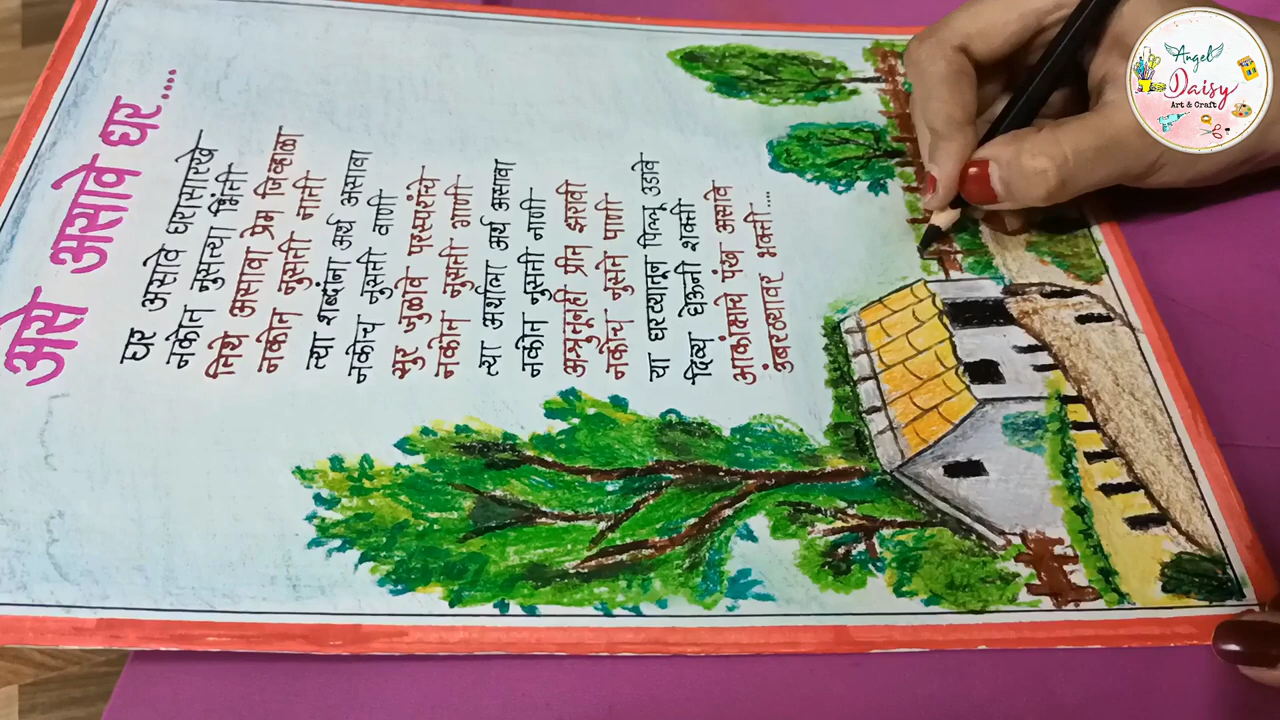 असे असावे घर....
घर असावे घरासारखे
नकोत नुसत्या भिंती
तिथे असावा प्रेम जिव्हाळा
नकोत नुसती नाती
त्या शब्दांना अर्थ असावा
नकोच नुसती वाणी
सुर जुळावे परस्परांचे
नकोत नुसती गाणी
त्या अर्थाला अर्थ असावा
नकोत नुसती नाणी
अश्रूतूनही प्रीत झरावी
नकोच नुसते पाणी
या घरट्यातून पिल्लू उडावे
दिव्य घेऊनी शक्ती
आकांक्षांचे पंख असावे
उंबरठ्यावर भक्ती....
Angel
Daisy
Art & Craft